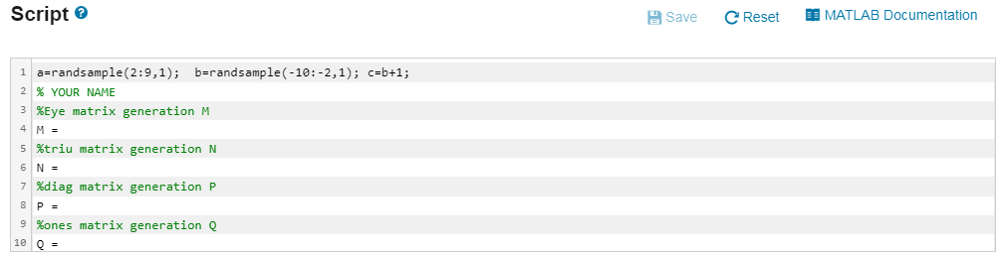 Script ?
Save Reset MATLAB Documentation
1 a=randsample(2:9,1);  b=randsample(-10:-2,1); c=b+1;
2 % YOUR NAME
3 %Eye matrix generation M
4 M =
5 %triu matrix generation N
6 N =
7 %diag matrix generation P
8 P =
9 %ones matrix generation Q
10 Q =